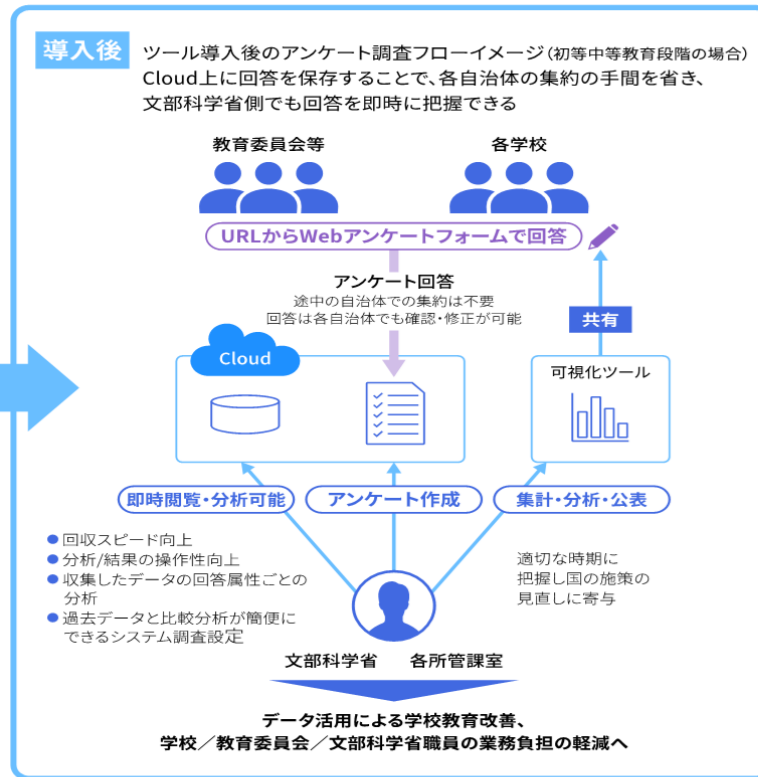 導入後
ツール導入後のアンケート調査フローイメージ(初等中等教育段階の場合)
Cloud上に回答を保存することで、各自治体の集約の手間を省き、
文部科学省側でも回答を即時に把握できる
教育委員会等
各学校
URLからWebアンケートフォームで回答
アンケート回答
途中の自治体での集約は不要
回答は各自治体でも確認・修正が可能
共有
Cloud
可視化ツール
即時閲覧・分析可能
アンケート作成
集計・分析・公表
● 回収スピード向上
● 分析/結果の操作性向上
● 収集したデータの回答属性ごとの
分析
● 過去データと比較分析が簡便に
できるシステム調査設定
適切な時期に
把握し国の施策の
見直しに寄与
文部科学省 各所管課室
データ活用による学校教育改善、
学校／教育委員会／文部科学省職員の業務負担の軽減へ